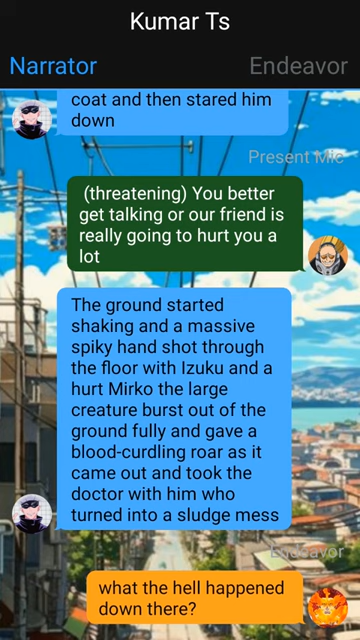 Kumar Ts
Narrator
Endeavor
coat and then stared him
down
Present Mic
(threatening) You better
get talking or our friend is
really going to hurt you a
lot
The ground started
shaking and a massive
spiky hand shot through
the floor with Izuku and a
hurt Mirko the large
creature burst out of the
ground fully and gave a
blood-curdling roar as it
came out and took the
doctor with him who
turned into a sludge mess
Endeavor
what the hell happened
down there?